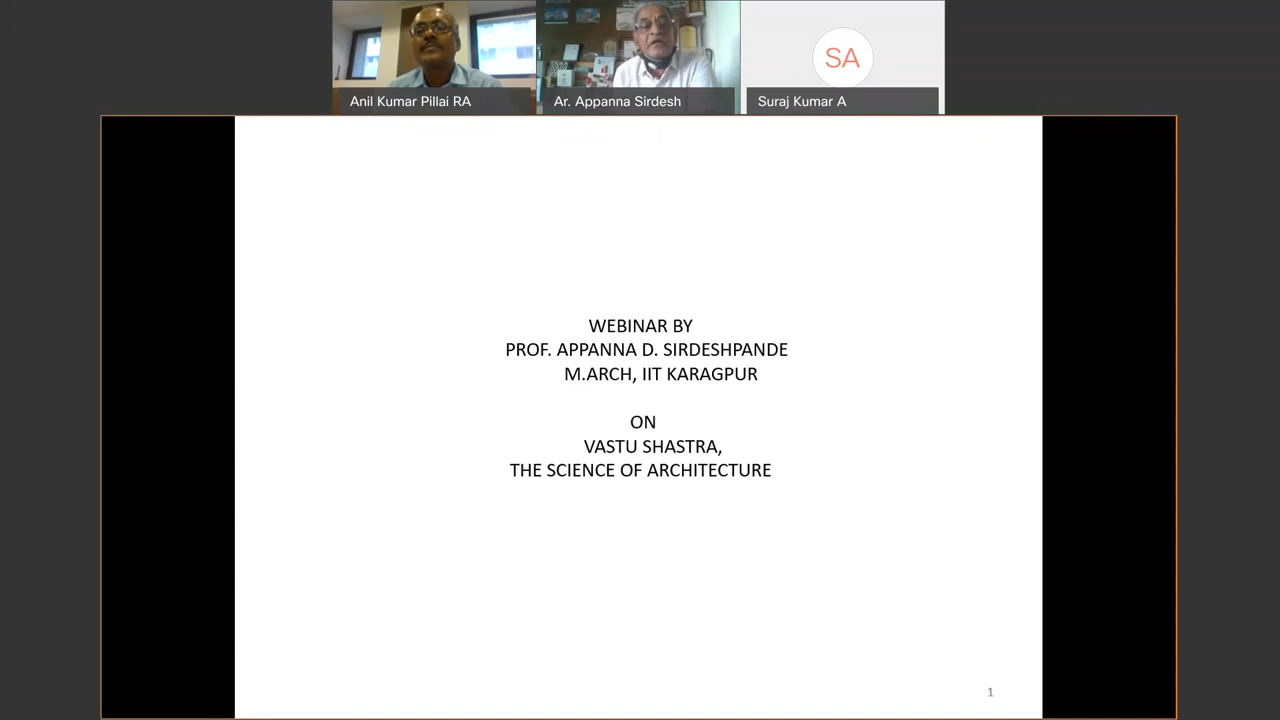 Anil Kumar Pillai RA
Ar. Appanna Sirdesh
SA
Suraj Kumar A
WEBINAR BY
PROF. APPANNA D. SIRDESHPANDE
M.ARCH, IIT KARAGPUR
ON
VASTU SHASTRA,
THE SCIENCE OF ARCHITECTURE
1